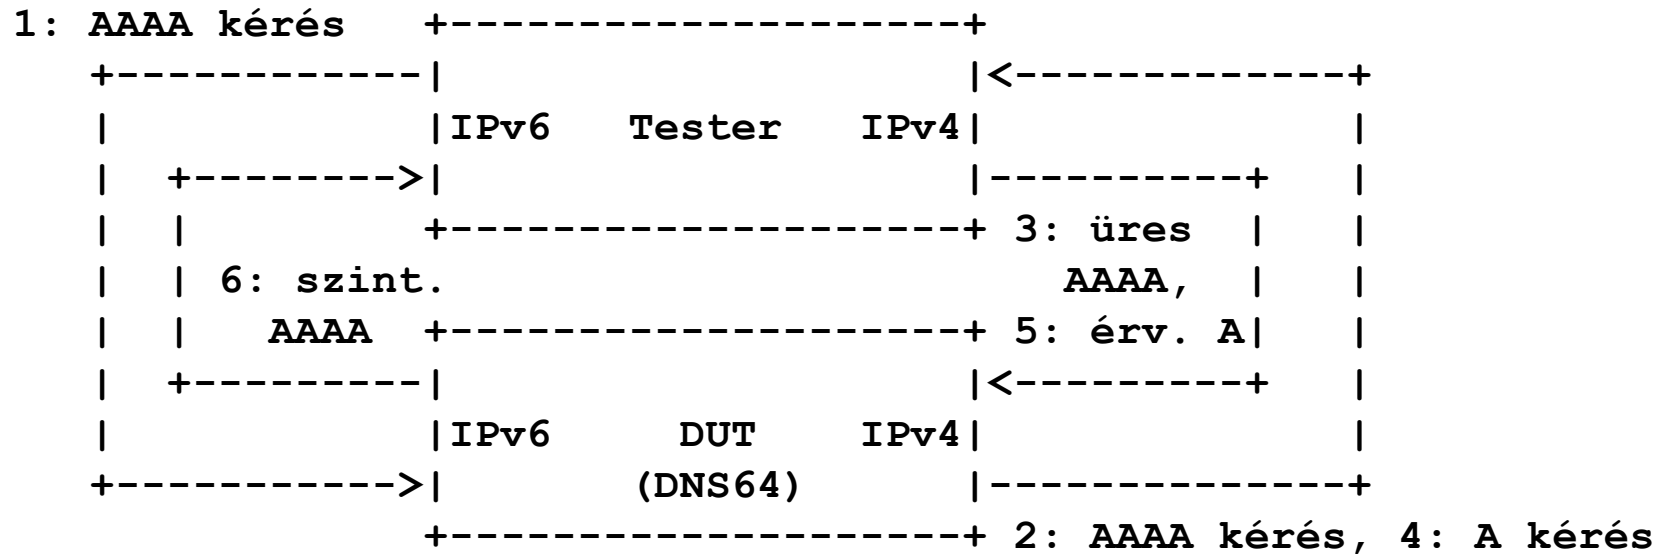 1: AAAA kérés +---------------------+
+-------------| |<--------------+
| |IPv6 Tester IPv4| |
| +-------->| |-----------+ |
| | +---------------------+ 3: üres | |
| | 6: szint. AAAA, | |
| | AAAA +---------------------+ 5: érv. A| |
| +---------| |<----------+ |
| |IPv6 DUT IPv4| |
+------------>| (DNS64) |---------------+
+---------------------+ 2: AAAA kérés, 4: A kérés